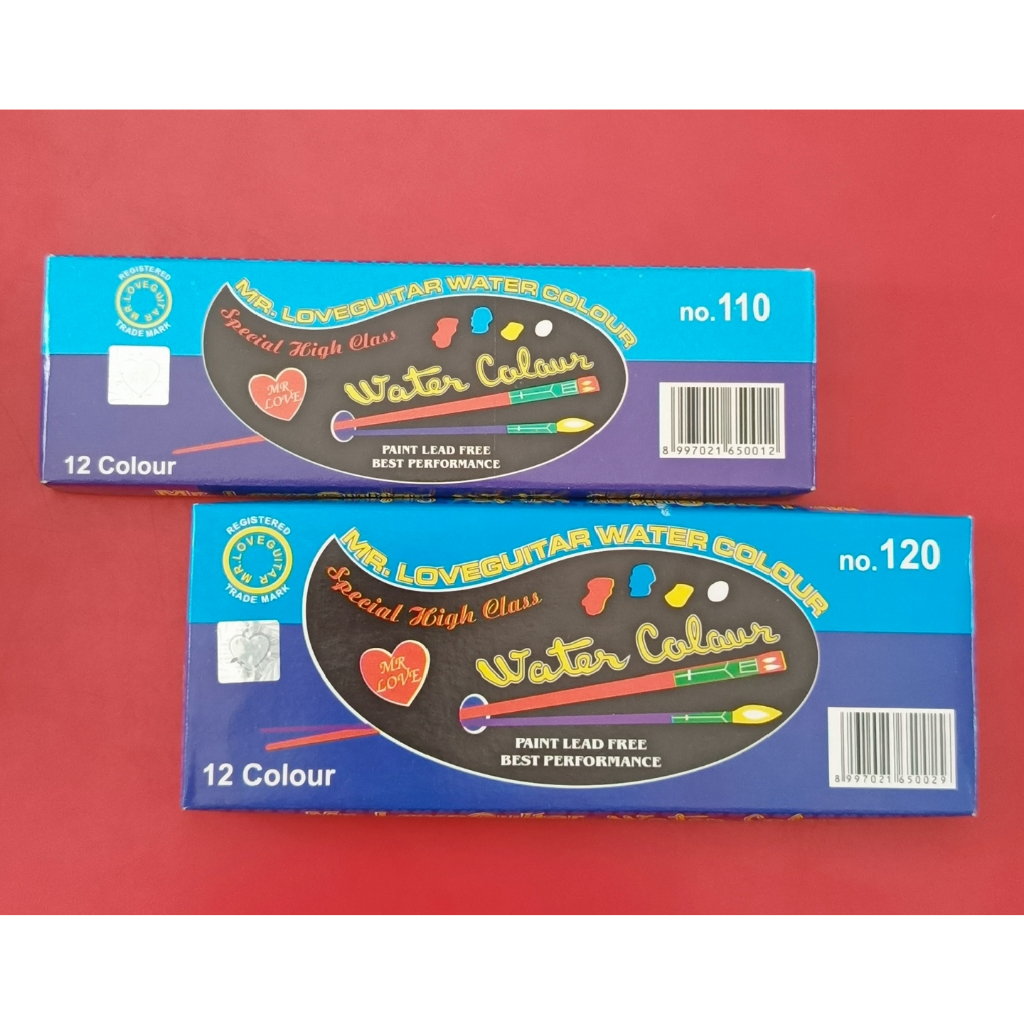 REGISTERED
MR. LOVEGUITAR
TRADE MARK
MR. LOVEGUITAR WATER COLOUR
no.110
Special High Class
MR
LOVE
Water Colour
PAINT LEAD FREE
BEST PERFORMANCE
12 Colour
8 997021 650012
REGISTERED
MR. LOVEGUITAR
TRADE MARK
MR. LOVEGUITAR WATER COLOUR
no.120
Special High Class
MR
LOVE
Water Colour
PAINT LEAD FREE
BEST PERFORMANCE
12 Colour
8 997021 650029